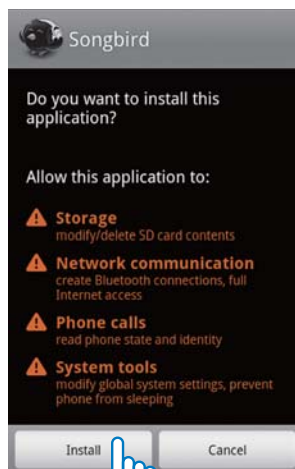 Songbird
Do you want to install this
application?
Allow this application to:
Storage
modify/delete SD card contents
Network communication
create Bluetooth connections, full
Internet access
Phone calls
read phone state and identity
System tools
modify global system settings, prevent
phone from sleeping
Install
Cancel